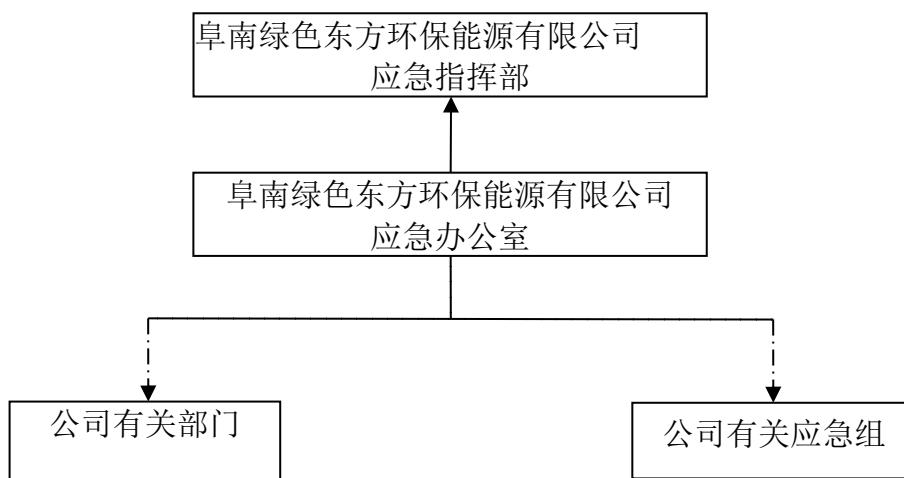 阜南绿色东方环保能源有限公司
应急指挥部
阜南绿色东方环保能源有限公司
应急办公室
公司有关部门
公司有关应急组